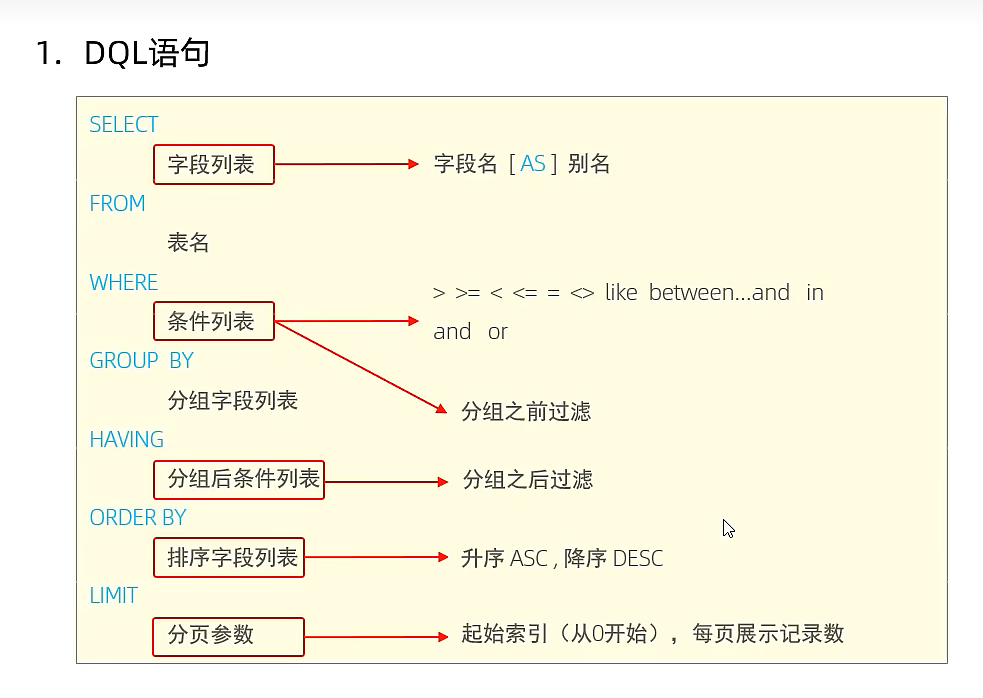 1. DQL语句
SELECT
字段列表 字段名 [ AS ] 别名
FROM
表名
WHERE
> >= < <= = <> like between...and in
条件列表
and or
GROUP BY
分组字段列表
分组之前过滤
HAVING
分组后条件列表 分组之后过滤
ORDER BY
排序字段列表 升序 ASC , 降序 DESC
LIMIT
分页参数 起始索引（从0开始），每页展示记录数